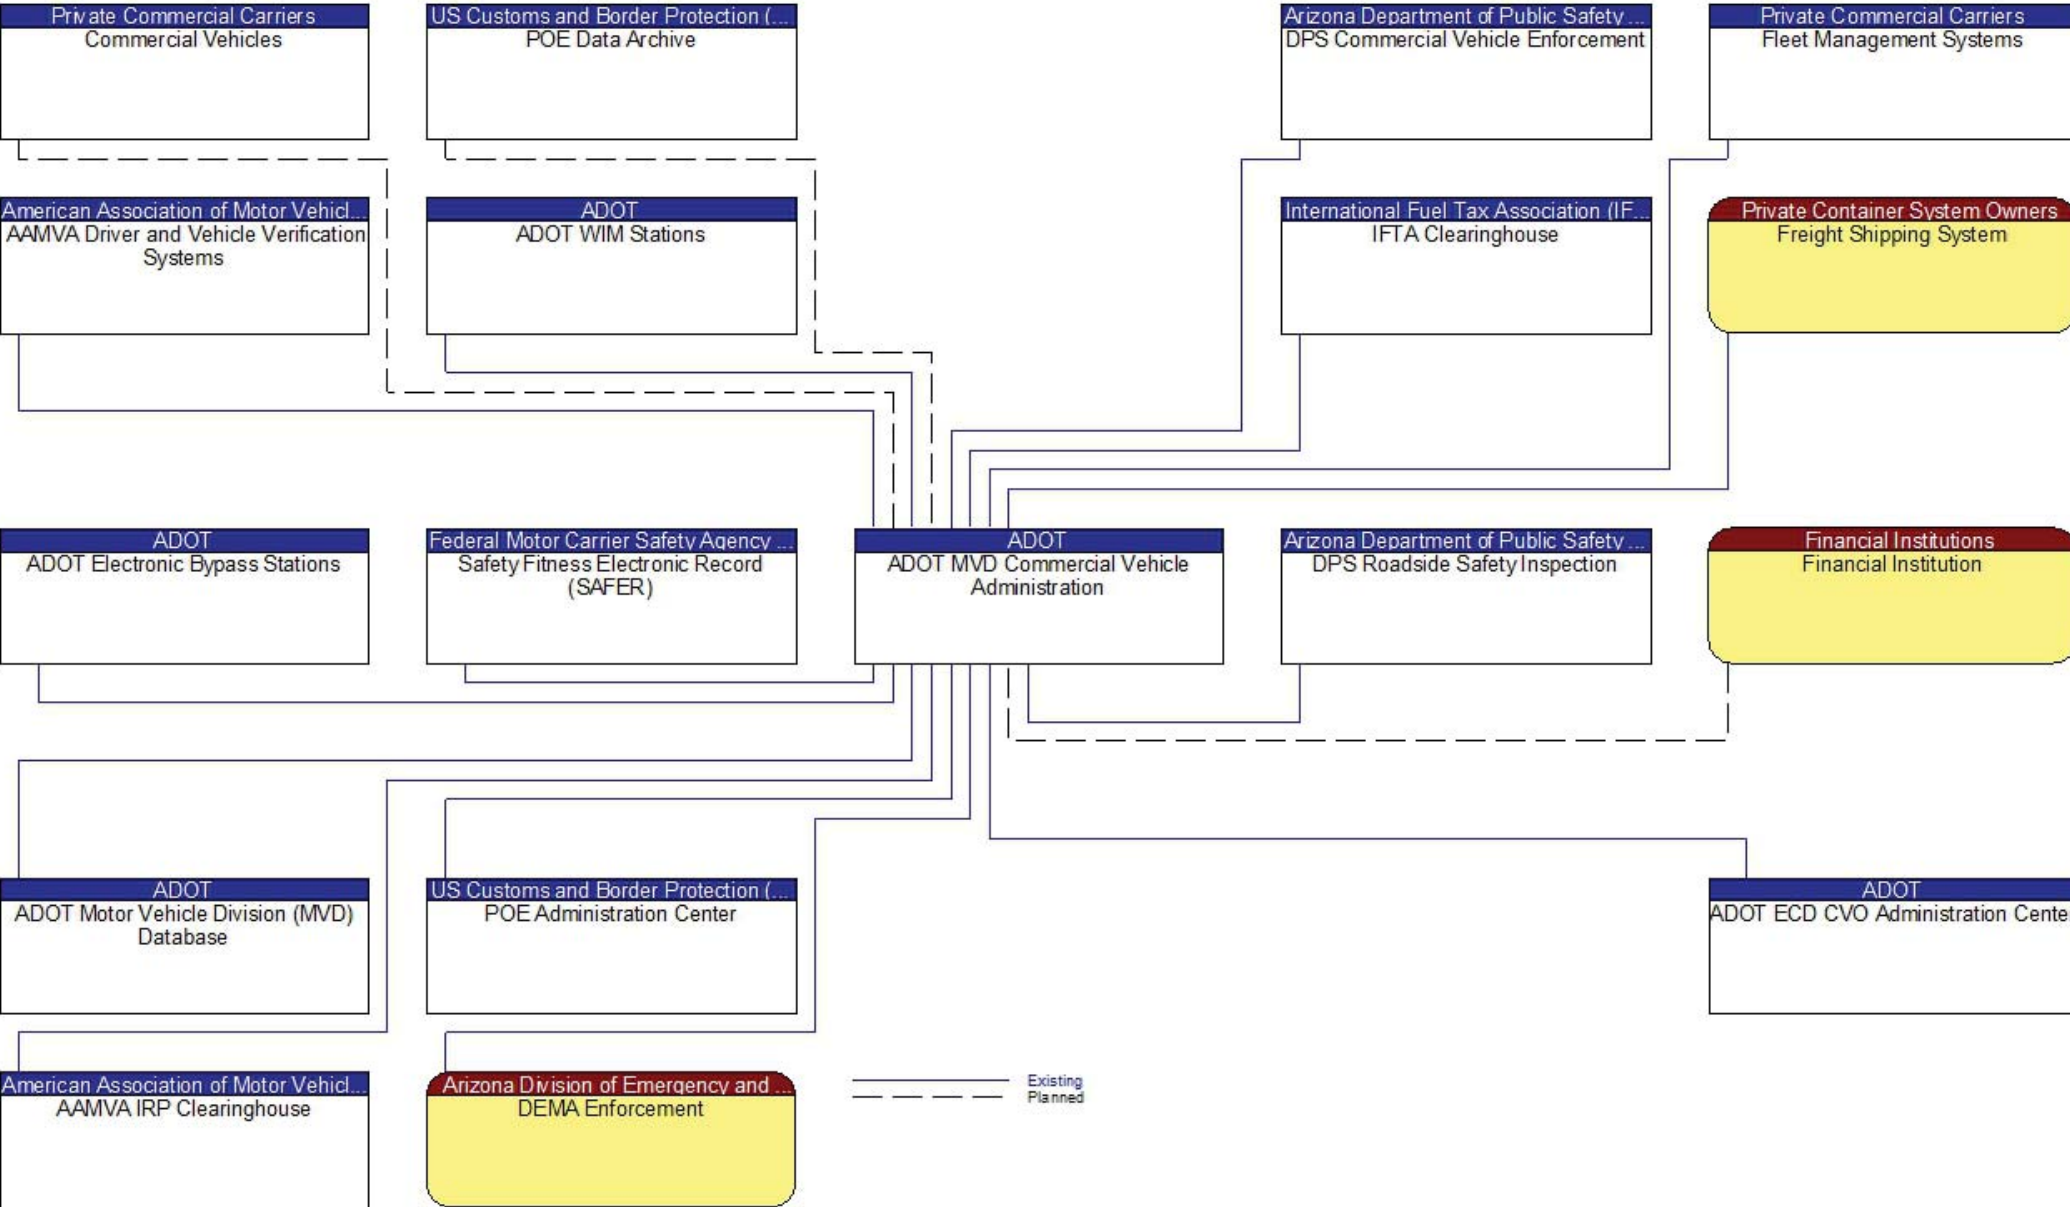 Private Commercial Carriers
Commercial Vehicles
US Customs and Border Protection (...
POE Data Archive
Arizona Department of Public Safety ...
DPS Commercial Vehicle Enforcement
Private Commercial Carriers
Fleet Management Systems
American Association of Motor Vehicl...
AAMVA Driver and Vehicle Verification
Systems
ADOT
ADOT WIM Stations
International Fuel Tax Association (IF...
IFTA Clearinghouse
Private Container System Owners
Freight Shipping System
ADOT
ADOT Electronic Bypass Stations
Federal Motor Carrier Safety Agency ...
Safety Fitness Electronic Record
(SAFER)
ADOT
ADOT MVD Commercial Vehicle
Administration
Arizona Department of Public Safety ...
DPS Roadside Safety Inspection
Financial Institutions
Financial Institution
ADOT
ADOT Motor Vehicle Division (MVD)
Database
US Customs and Border Protection (...
POE Administration Center
ADOT
ADOT ECD CVO Administration Cente
American Association of Motor Vehicl...
AAMVA IRP Clearinghouse
Arizona Division of Emergency and ...
DEMA Enforcement
Existing
Planned